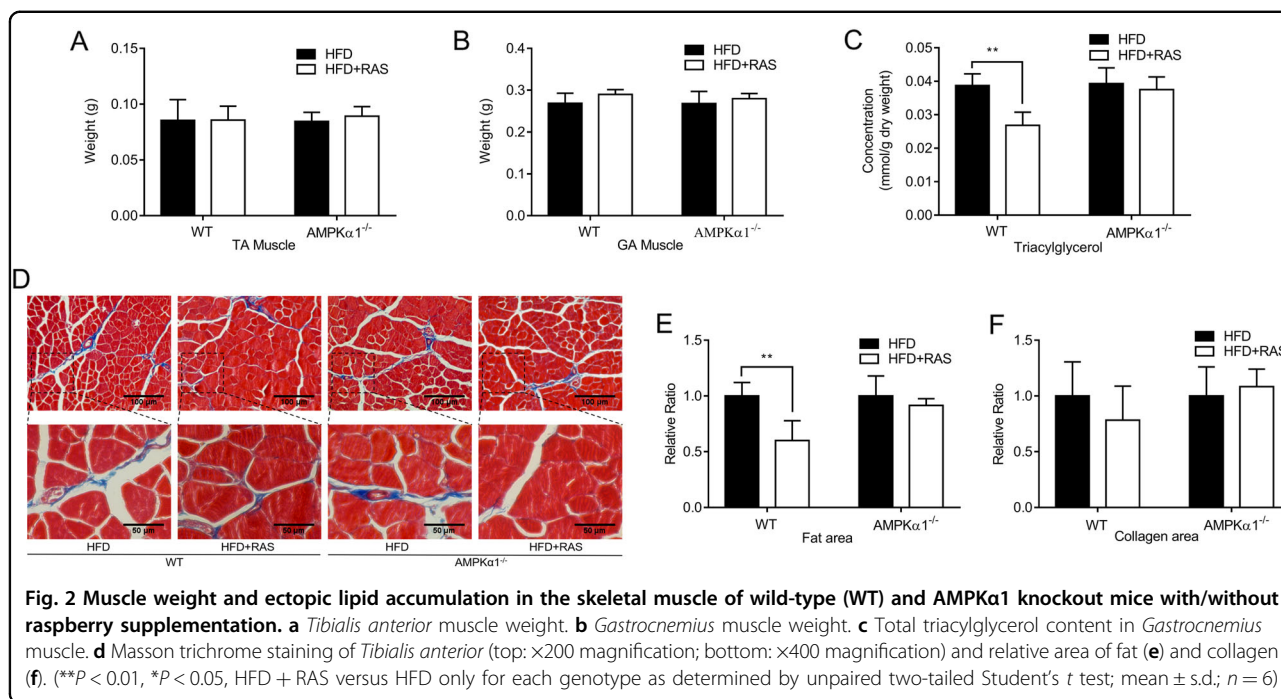 A
Weight (g)
0.15
0.10
0.05
0.00
HFD
HFD+RAS
WT
AMPKα1-/-
TA Muscle
B
Weight (g)
0.4
0.3
0.2
0.1
0.0
HFD
HFD+RAS
WT
AMPKα1-/-
GA Muscle
C
Concentration
(mmol/g dry weight)
0.05
0.04
0.03
0.02
0.01
0.00
**
HFD
HFD+RAS
WT
AMPKα1-/-
Triacylglycerol
D
100 μm
100 μm
100 μm
100 μm
50 μm
50 μm
50 μm
50 μm
HFD
HFD+RAS
HFD
HFD+RAS
WT
AMPKα1-/-
E
Relative Ratio
1.5
1.0
0.5
0.0
**
HFD
HFD+RAS
WT
AMPKα1-/-
Fat area
F
Relative Ratio
1.5
1.0
0.5
0.0
HFD
HFD+RAS
WT
AMPKα1-/-
Collagen area
Fig. 2 Muscle weight and ectopic lipid accumulation in the skeletal muscle of wild-type (WT) and AMPKα1 knockout mice with/without
raspberry supplementation. a Tibialis anterior muscle weight. b Gastrocnemius muscle weight. c Total triacylglycerol content in Gastrocnemius
muscle. d Masson trichrome staining of Tibialis anterior (top: ×200 magnification; bottom: ×400 magnification) and relative area of fat (e) and collagen
(f). (**P < 0.01, *P < 0.05, HFD + RAS versus HFD only for each genotype as determined by unpaired two-tailed Student's t test; mean ± s.d.; n = 6)